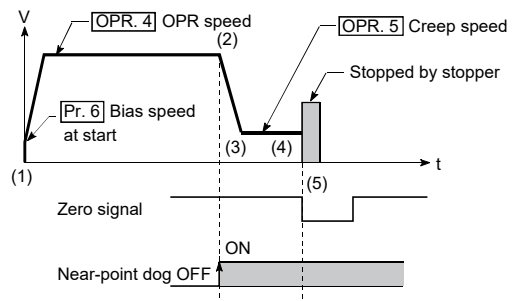 V
OPR. 4 OPR speed
(2)
OPR. 5 Creep speed
Stopped by stopper
Pr. 6 Bias speed
at start
(3)
(4)
t
(1)
(5)
Zero signal
ON
Near-point dog OFF